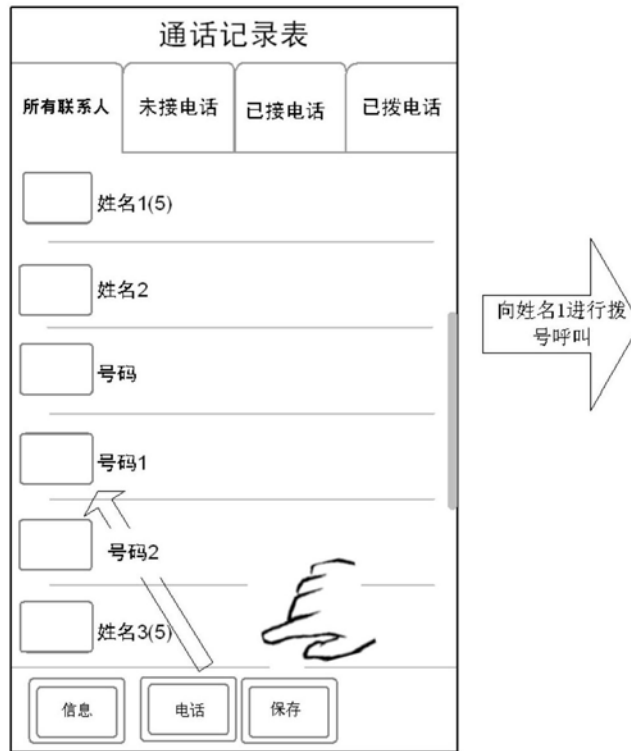 通话记录表
所有联系人 未接电话 已接电话 已拨电话
姓名1(5)
姓名2
号码
号码1
号码2
姓名3(5)
信息 电话 保存
向姓名1进行拨
号呼叫